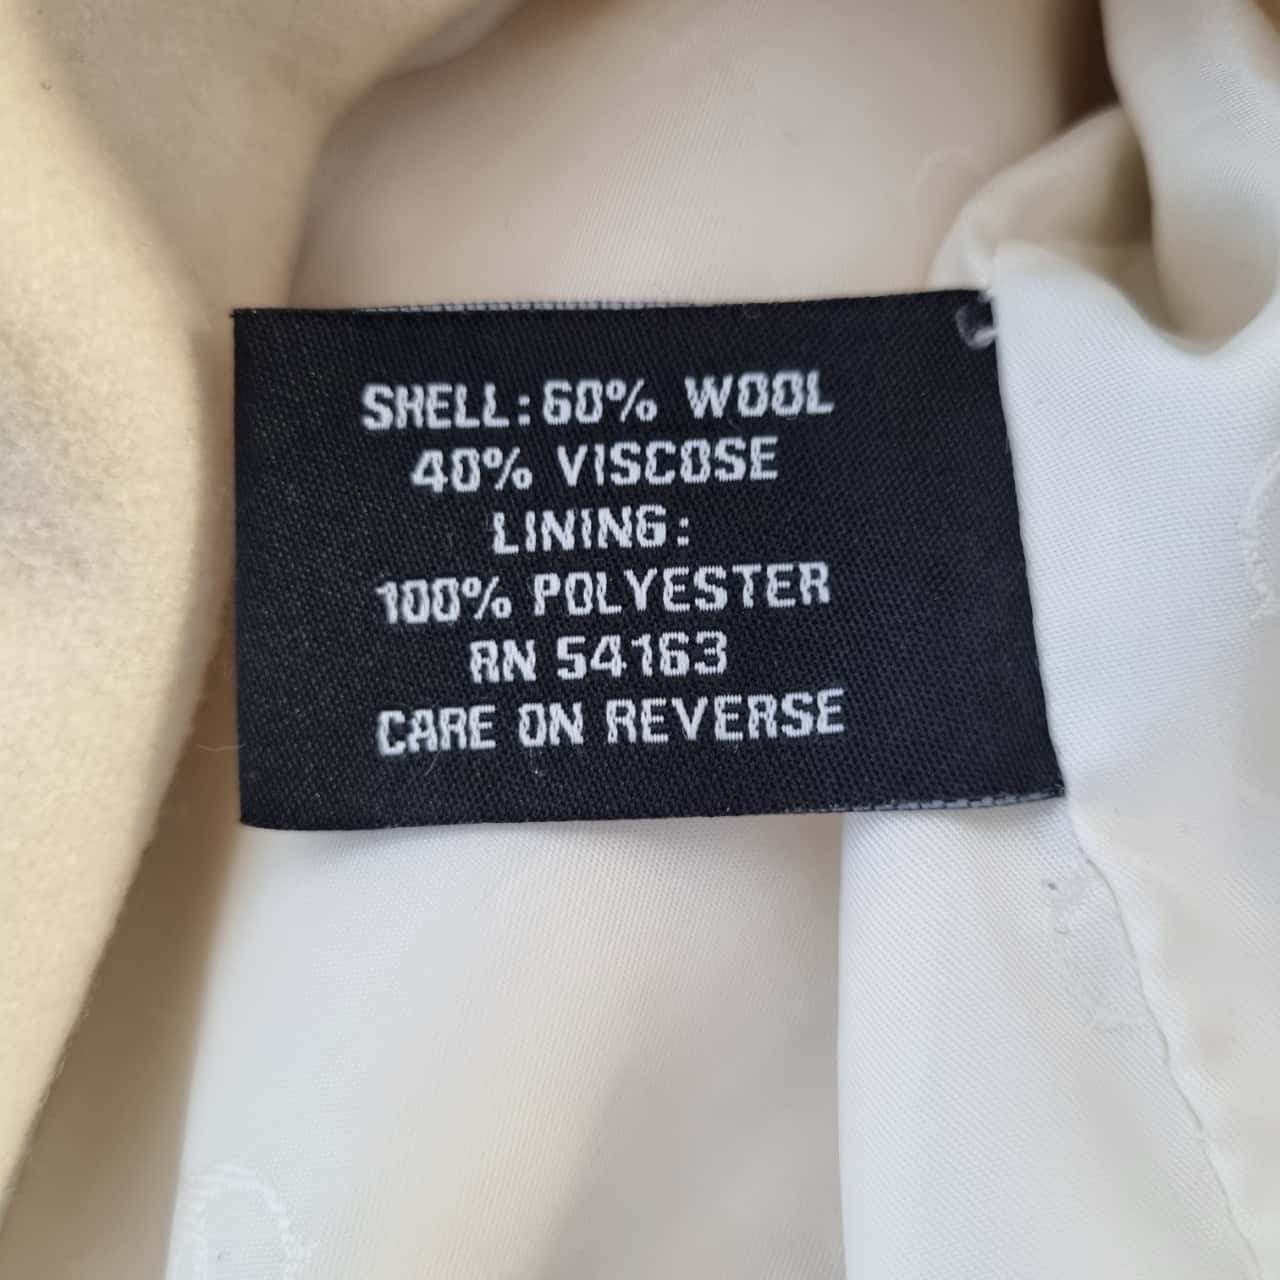 SHELL: 60% WOOL
40% VISCOSE
LINING:
100% POLYESTER
RN 54163
CARE ON REVERSE